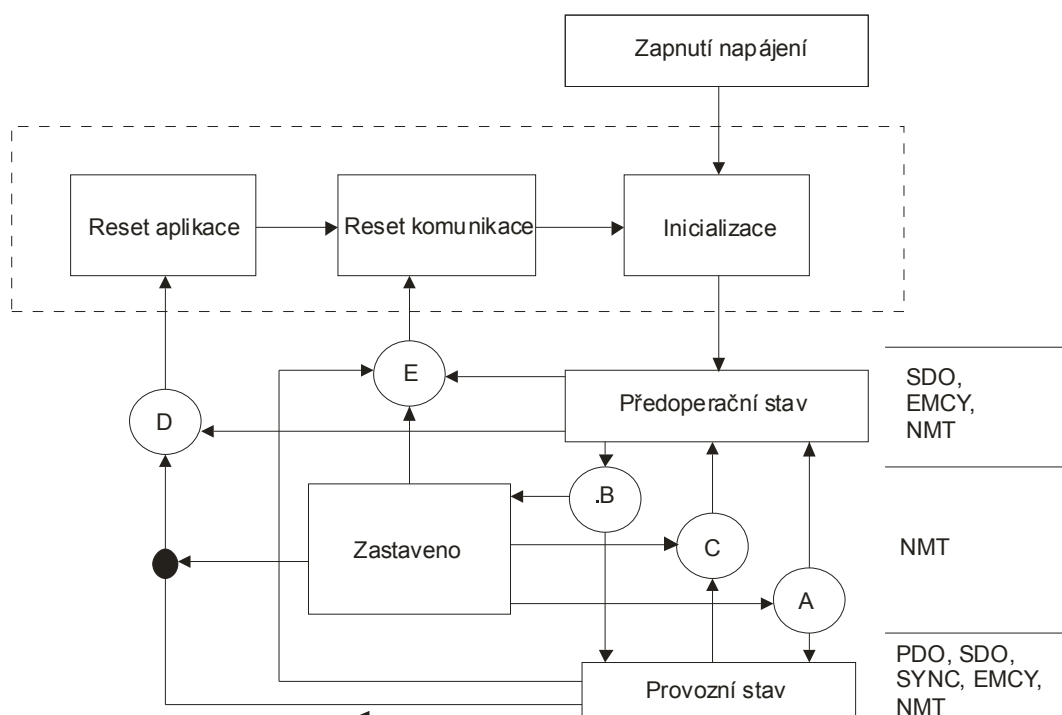 Zapnutí napájení
Reset aplikace
Reset komunikace
Inicializace
E
D
Předoperační stav
SDO,
EMCY,
NMT
.B
Zastaveno
C
NMT
A
Provozní stav
PDO, SDO,
SYNC, EMCY,
NMT